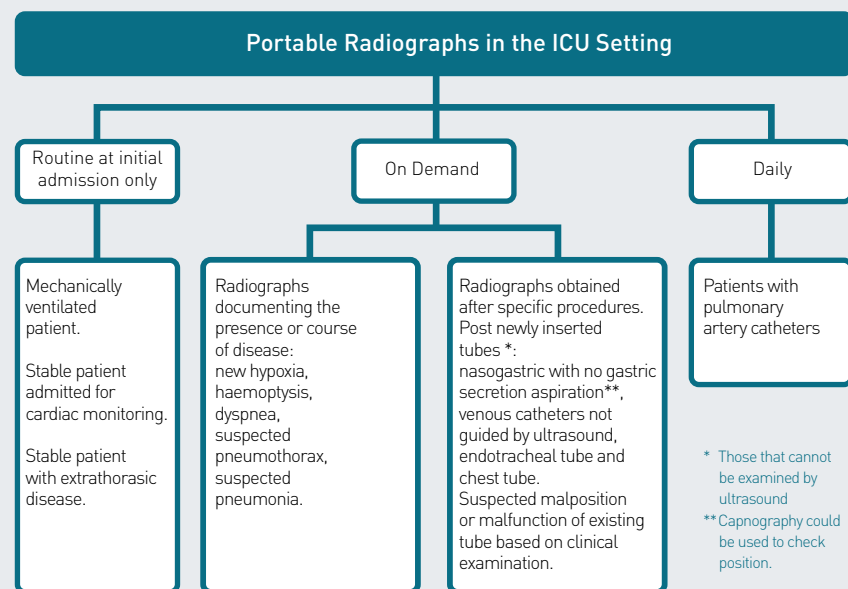 Portable Radiographs in the ICU Setting
Routine at initial
admission only
On Demand
Daily
Mechanically
ventilated
patient.
Stable patient
admitted for
cardiac monitoring.
Stable patient
with extrathorasic
disease.
Radiographs
documenting the
presence or course
of disease:
new hypoxia,
haemoptysis,
dyspnea,
suspected
pneumothorax,
suspected
pneumonia.
Radiographs obtained
after specific procedures.
Post newly inserted
tubes *:
nasogastric with no gastric
secretion aspiration**,
venous catheters not
guided by ultrasound,
endotracheal tube and
chest tube.
Suspected malposition
or malfunction of existing
tube based on clinical
examination.
Patients with
pulmonary
artery catheters
* Those that cannot
be examined by
ultrasound
** Capnography could
be used to check
position.